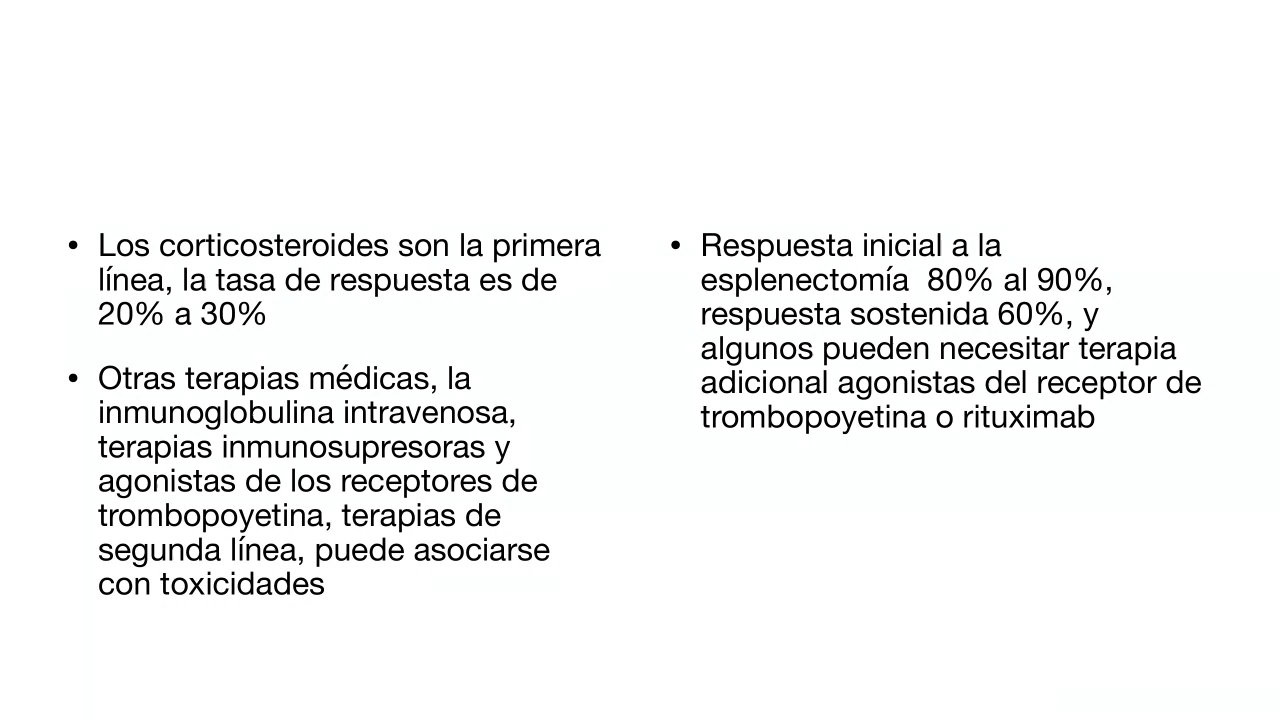 • Los corticosteroides son la primera
línea, la tasa de respuesta es de
20% a 30%
• Otras terapias médicas, la
inmunoglobulina intravenosa,
terapias inmunosupresoras y
agonistas de los receptores de
trombopoyetina, terapias de
segunda línea, puede asociarse
con toxicidades
• Respuesta inicial a la
esplenectomía  80% al 90%,
respuesta sostenida 60%, y
algunos pueden necesitar terapia
adicional agonistas del receptor de
trombopoyetina o rituximab